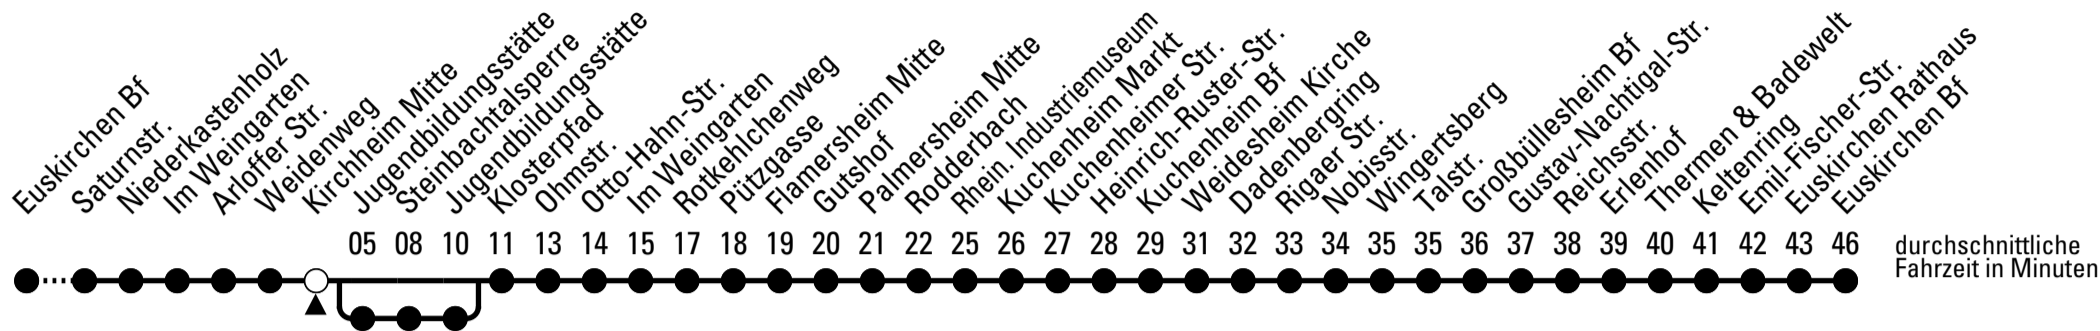 Euskirchen Bf
Saturnstr.
Niederkastenholz
Im Weingarten
Arloffer Str.
Weidenweg
Kirchheim Mitte
Jugendbildungsstätte
Steinbachtalsperre
Jugendbildungsstätte
Klosterpfad
Ohmstr.
Otto-Hahn-Str.
Im Weingarten
Rotkehlchenweg
Pützgasse
Flamersheim Mitte
Gutshof
Palmersheim Mitte
Rodderbach
Rhein. Industriemuseum
Kuchenheim Markt
Kuchenheimer Str.
Heinrich-Ruster-Str.
Kuchenheim Bf
Weidesheim Kirche
Dadenbergring
Rigaer Str.
Nobisstr.
Wingertsberg
Talstr.
Großbüllesheim Bf
Gustav-Nachtigal-Str.
Reichsstr.
Erlenhof
Thermen & Badewelt
Keltenring
Emil-Fischer-Str.
Euskirchen Rathaus
Euskirchen Bf
05 08 10 11 13 14 15 17 18 19 20 21 22 25 26 27 28 29 31 32 33 34 35 35 36 37 38 39 40 41 42 43 46
durchschnittliche
Fahrzeit in Minuten